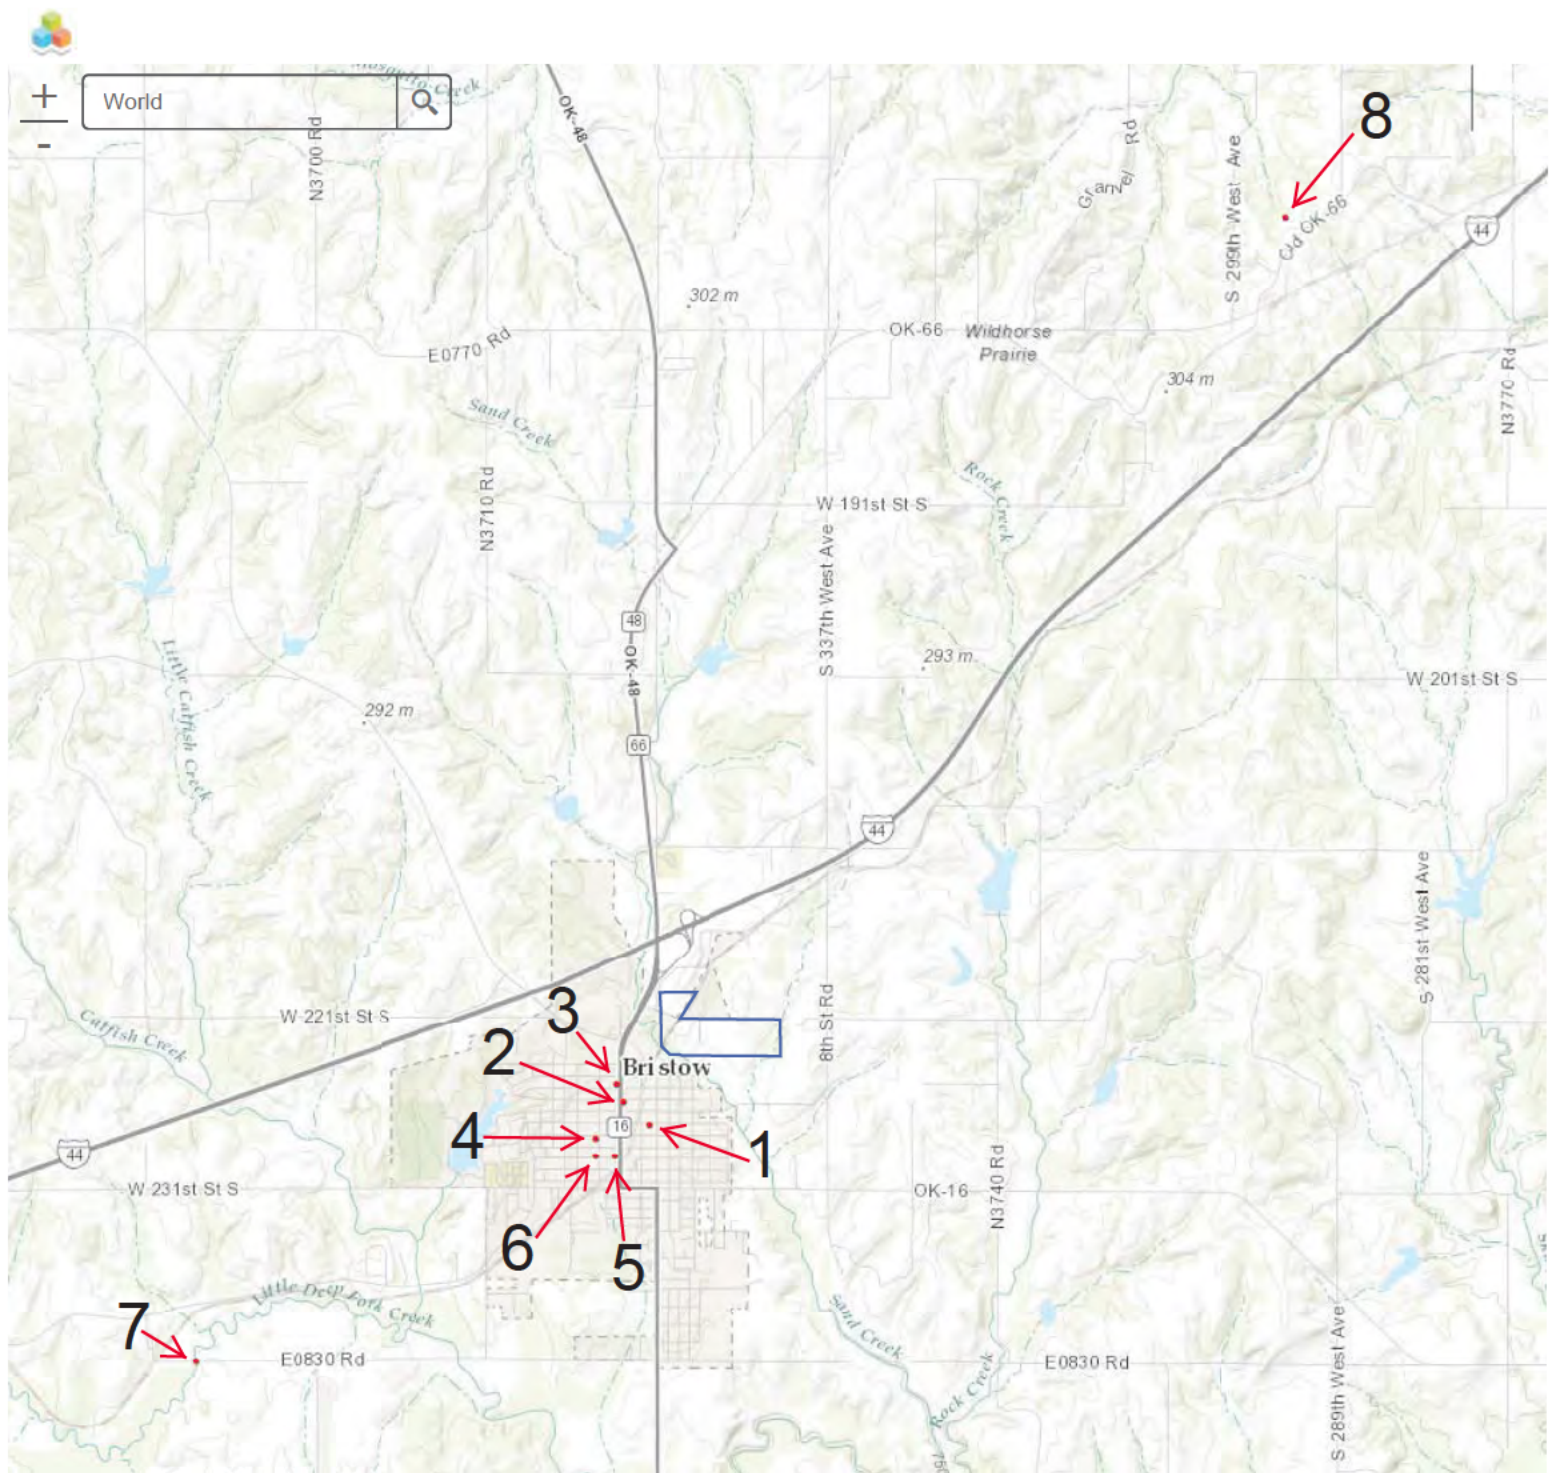 Mosquito Creek
+
World
-
OK-48
N3700 Rd
Granvel Rd
S 299th West Ave
8
Old OK-66
44
302 m
E0770 Rd
OK-66
Wildhorse
Prairie
304 m
N3770 Rd
Sand Creek
N3710 Rd
Rock Creek
W 191st St S
S 337th West Ave
48
OK-48
Little Catfish Creek
293 m
W 201st St S
292 m
66
44
S 281st West Ave
Catfish Creek
W 221st St S
3
8th St Rd
2
Bristow
4
16
1
44
W 231st St S
OK-16
N3740 Rd
6
5
Little Deep Fork Creek
7
Sand Creek
E0830 Rd
E0830 Rd
Rock Creek
S 289th West Ave